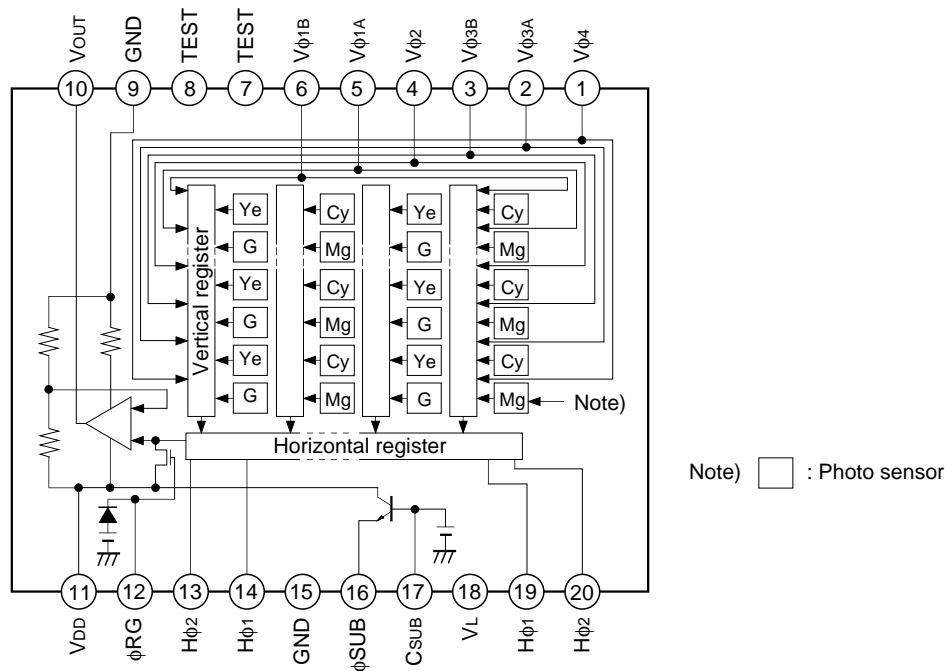 VOUT GND TEST TEST Vϕ1B Vϕ1A Vϕ2 Vϕ3B Vϕ3A Vϕ4
10 9 8 7 6 5 4 3 2 1
Vertical register
Ye Cy Ye Cy
G Mg G Mg
Ye Cy Ye Cy
G Mg G Mg
Ye Cy Ye Cy
G Mg G Mg
Note)
Horizontal register
Note) : Photo sensor
11 12 13 14 15 16 17 18 19 20
VDD ϕRG Hϕ2 Hϕ1 GND ϕSUB CSUB VL Hϕ1 Hϕ2